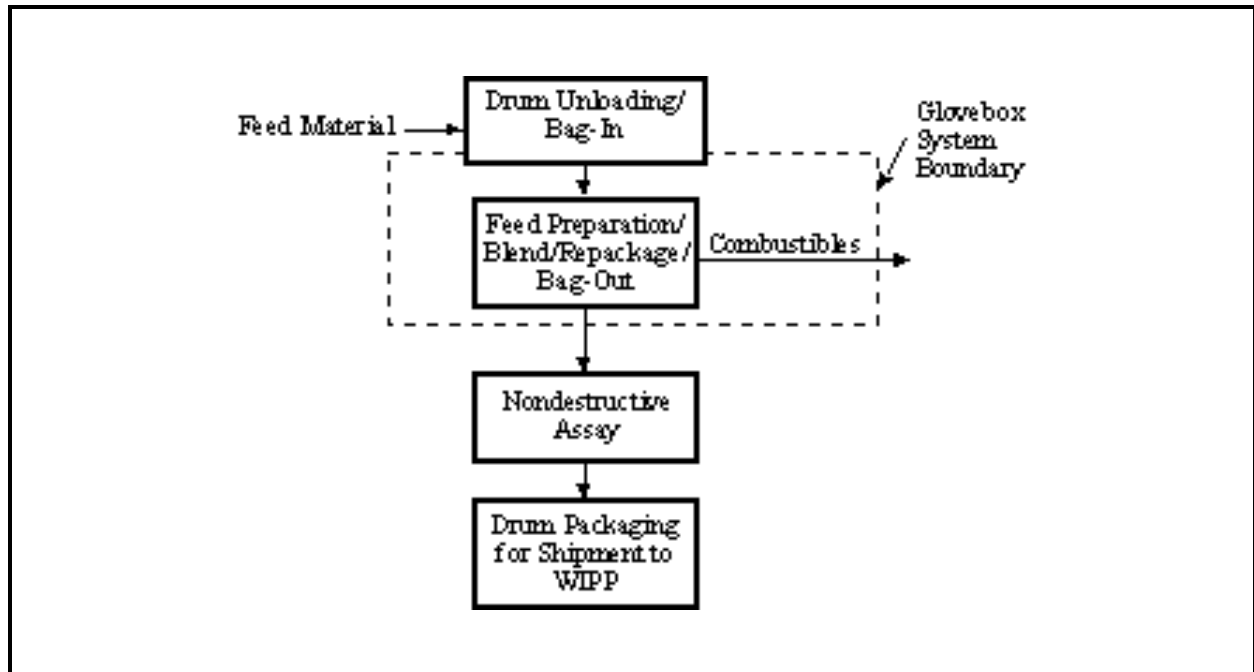 Drum Unloading/
Bag-In
Feed Material
Glovebox
System
Boundary
Feed Preparation/
Blend/Repackage/
Bag-Out
Combustibles
Nondestructive
Assay
Drum Packaging
for Shipment to
WIPP